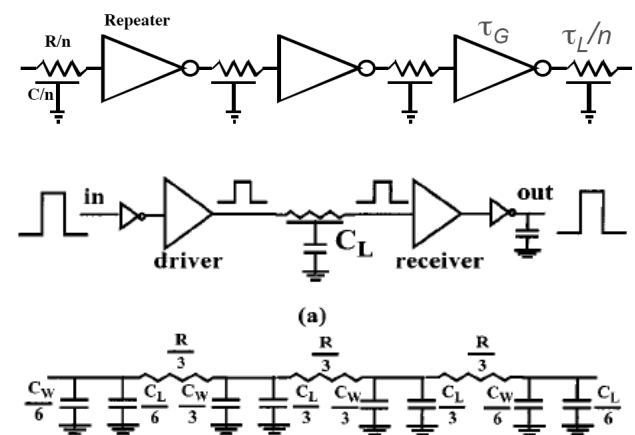 Repeater
R/n
C/n
τG
τL/n
in
driver
CL
receiver
out
(a)
R/3 R/3 R/3
CW/6 CL/6 CW/3 CL/3 CW/3 CL/3 CW/6 CL/6